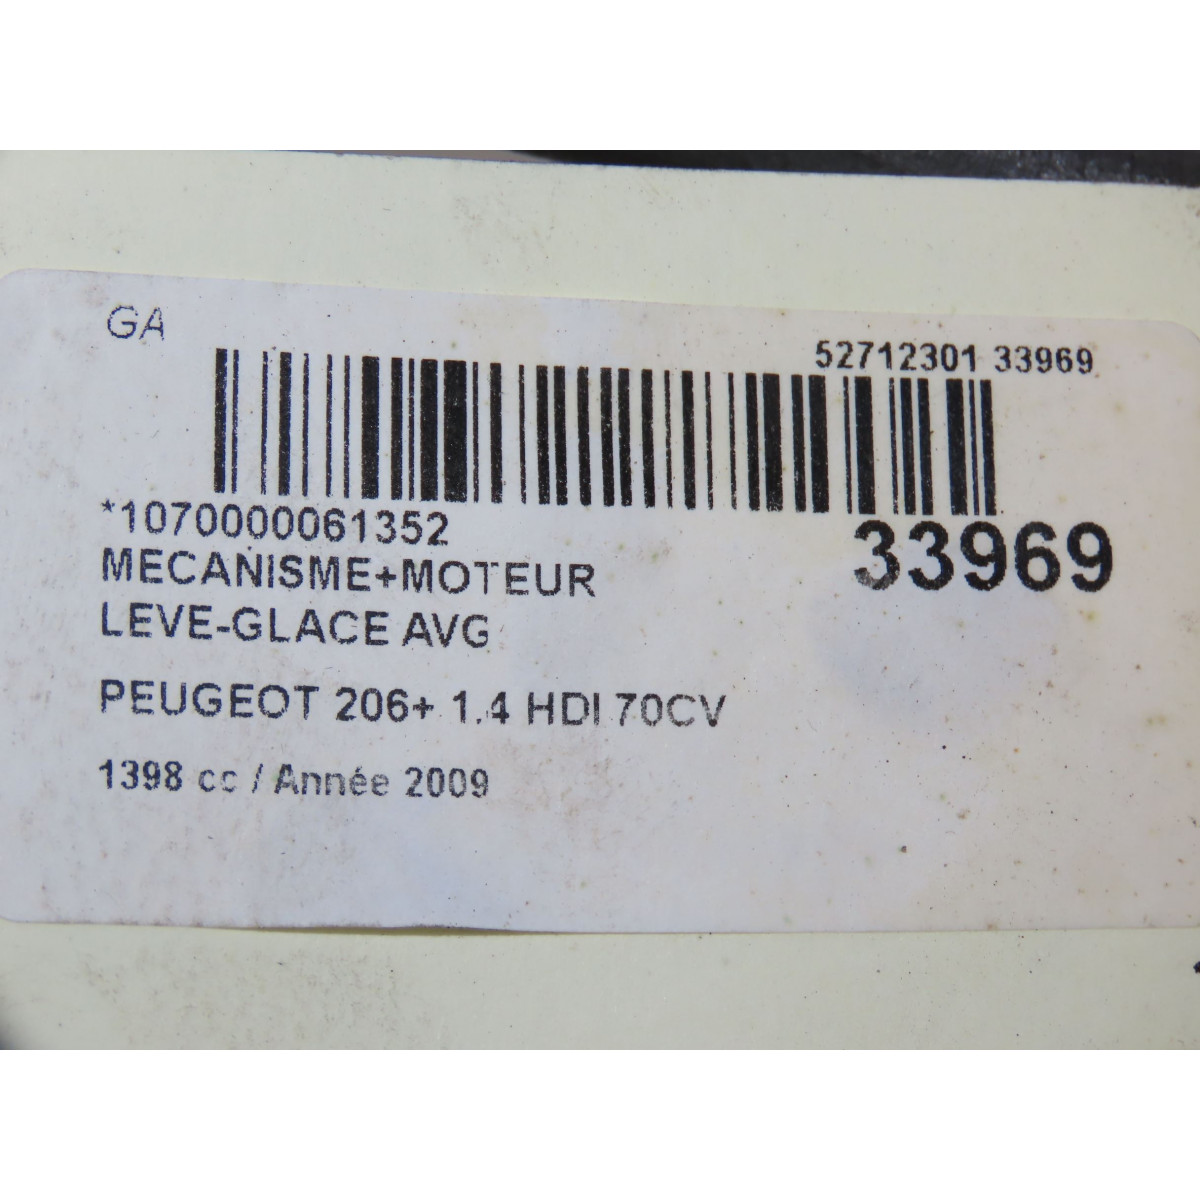 GA
52712301 33969
*1070000061352
33969
MECANISME+MOTEUR
LEVE-GLACE AVG
PEUGEOT 206+ 1.4 HDI 70CV
1398 cc / Année 2009